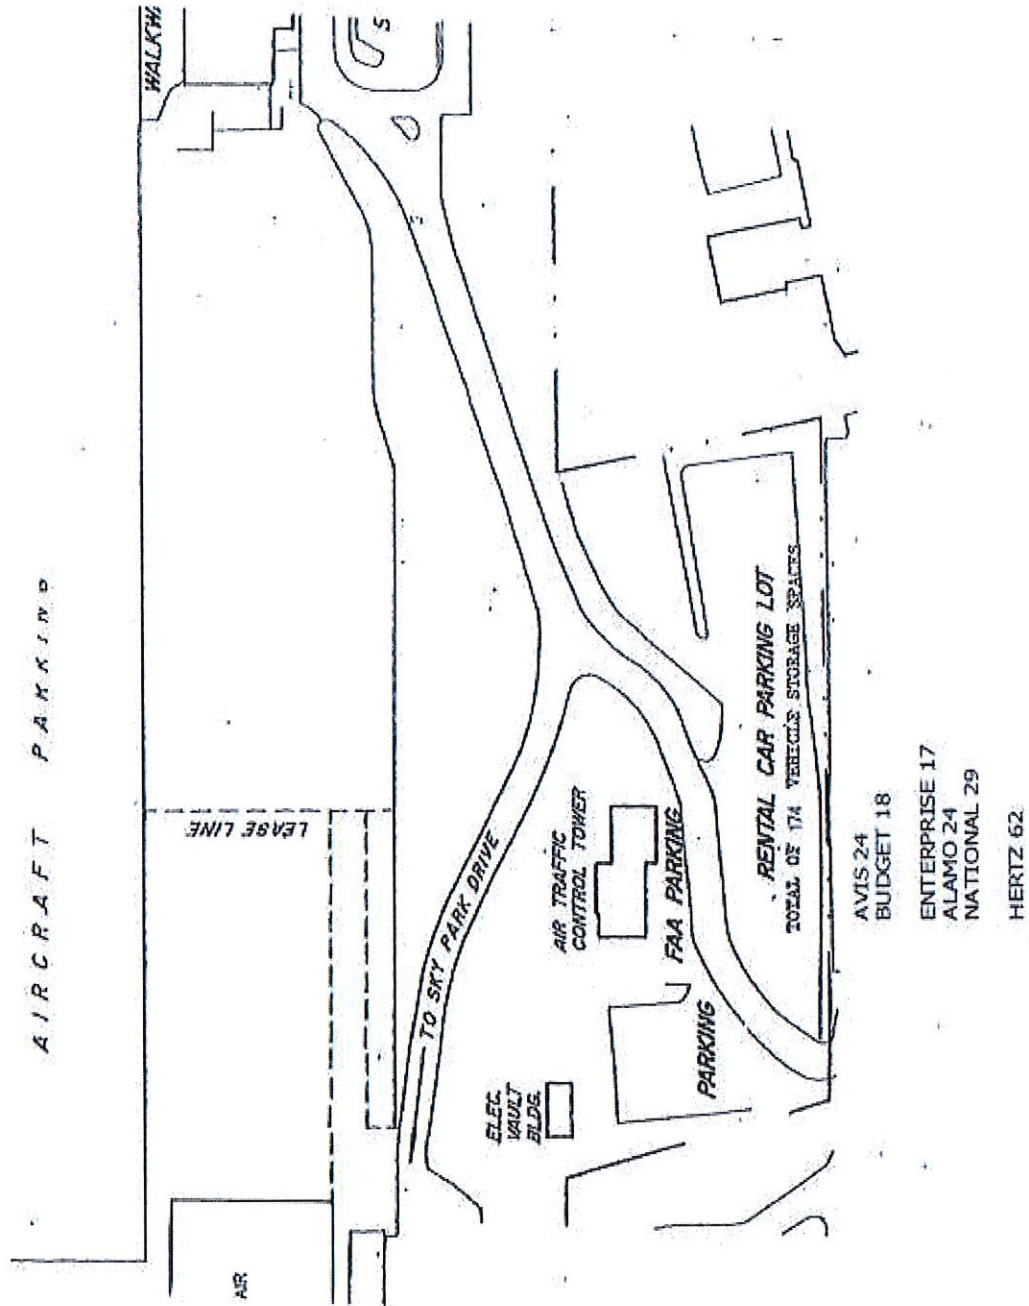 AIRCRAFT PARKING
WALKW
AIR
LEASE LINE
S
TO SKY PARK DRIVE
ELEC.
VAULT
BLDG.
AIR TRAFFIC
CONTROL TOWER
FAA PARKING
PARKING
RENTAL CAR PARKING LOT
TOTAL OF 174 VEHICLE STORAGE SPACES
AVIS 24
BUDGET 18
ENTERPRISE 17
ALAMO 24
NATIONAL 29
HERTZ 62